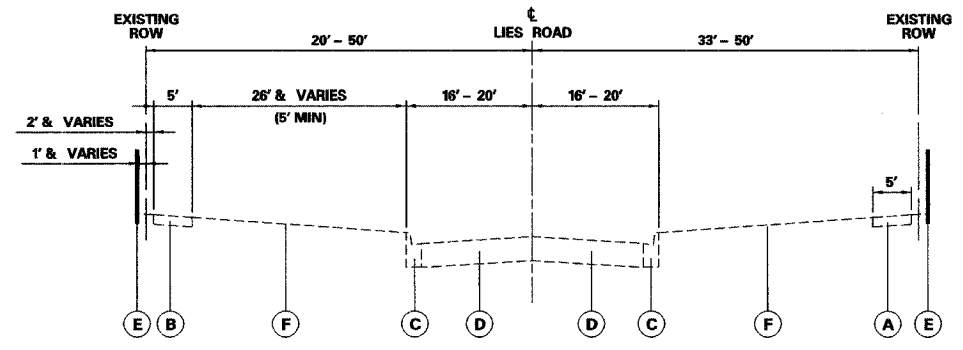 EXISTING
ROW
℄
LIES ROAD
EXISTING
ROW
20' – 50'
33' – 50'
5'
26' & VARIES
(5' MIN)
16' – 20'
16' – 20'
2' & VARIES
1' & VARIES
5'
E
B
F
C
D
D
C
F
A
E